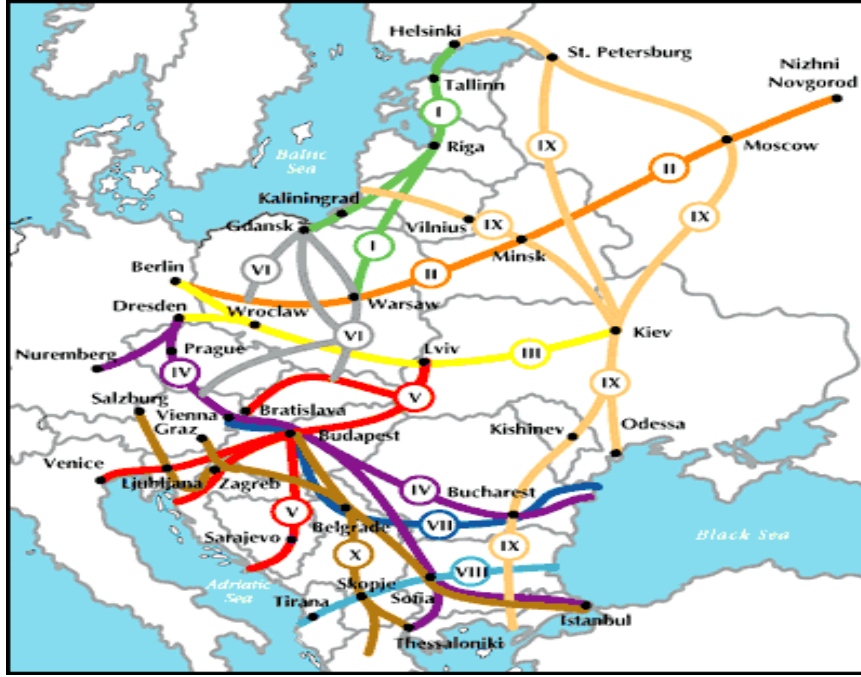 Helsinki
St. Petersburg
Nizhni
Novgorod
Tallinn
I
IX
Moscow
Riga
Baltic
Sea
II
Kaliningrad
IX
Gdansk
Vilnius
IX
I
Minsk
VI
II
Berlin
Warsaw
Dresden
Wroclaw
Kiev
VI
Lviv
III
Nuremberg
Prague
IV
IX
Salzburg
V
Vienna
Bratislava
Graz
Budapest
Kishinev
Odessa
Venice
Ljubljana
Zagreb
IV
Bucharest
V
VII
Belgrade
Sarajevo
IX
Black Sea
X
VIII
Adriatic
Sea
Skopje
Sofia
Tirana
Istanbul
Thessaloniki